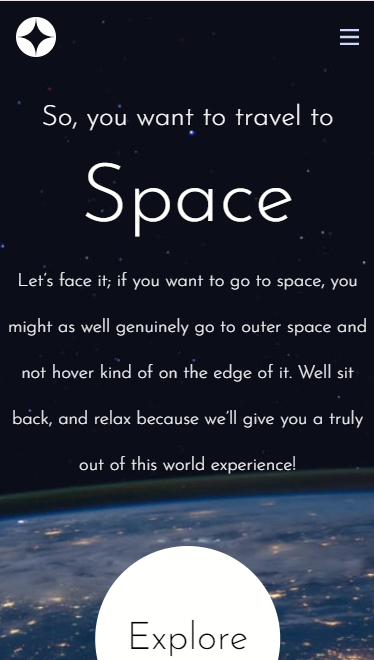 So, you want to travel to
Space
Let's face it; if you want to go to space, you
might as well genuinely go to outer space and
not hover kind of on the edge of it. Well sit
back, and relax because we'll give you a truly
out of this world experience!
Explore